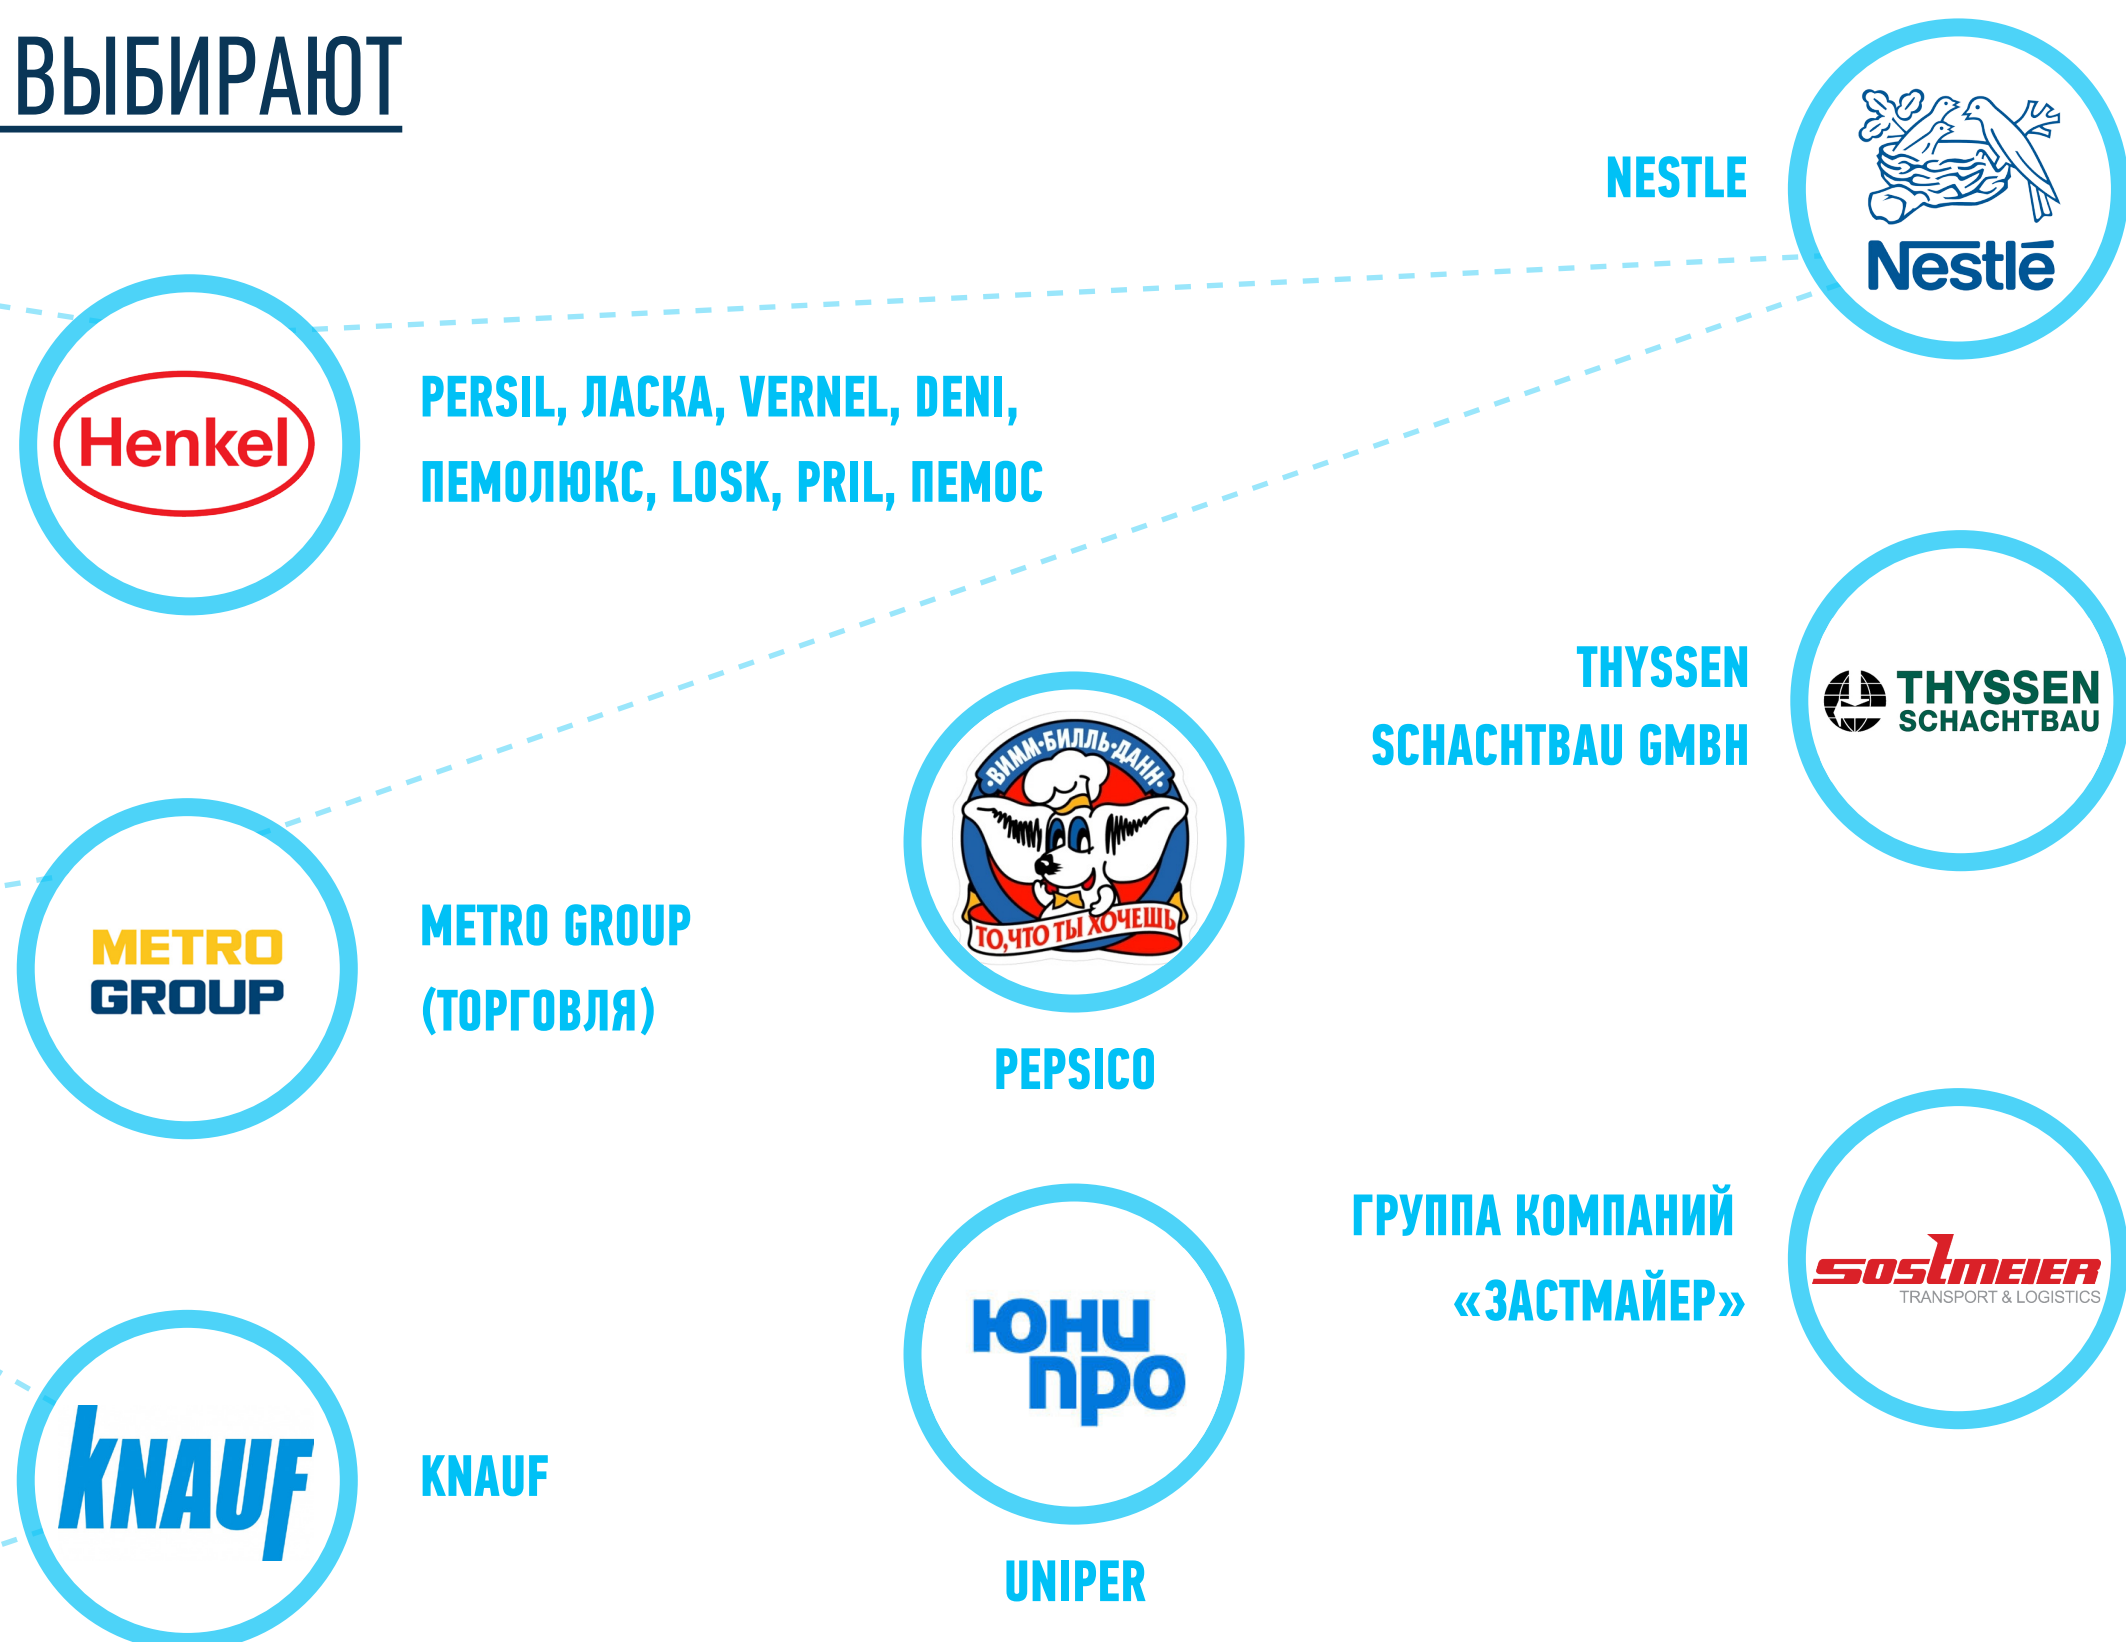 ВЫБИРАЮТ
NESTLE
Nestlé
Henkel
PERSIL, ЛАСКА, VERNEL, DENI,
ПЕМОЛЮКС, LOSK, PRIL, ПЕМОС
THYSSEN
SCHACHTBAU GMBH
THYSSEN
SCHACHTBAU
·ВИММ·БИЛЛЬ·ДАНН·
ТО,ЧТО ТЫ ХОЧЕШЬ
PEPSICO
METRO
GROUP
METRO GROUP
(ТОРГОВЛЯ)
ГРУППА КОМПАНИЙ
«ЗАСТМАЙЕР»
SOSTMEIER
TRANSPORT & LOGISTICS
ЮНИ
ПРО
UNIPER
KNAUF
KNAUF